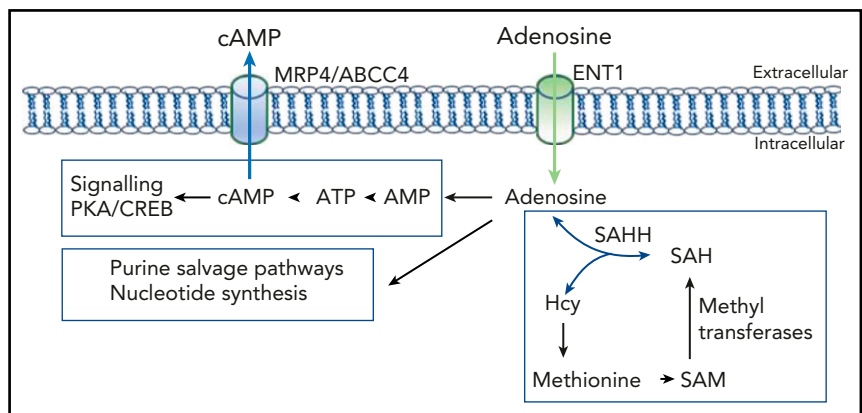 cAMP
Adenosine
MRP4/ABCC4
ENT1
Extracellular
Intracellular
Signalling
PKA/CREB
cAMP
ATP
AMP
Adenosine
Purine salvage pathways
Nucleotide synthesis
SAHH
SAH
Hcy
Methyl
transferases
Methionine
SAM